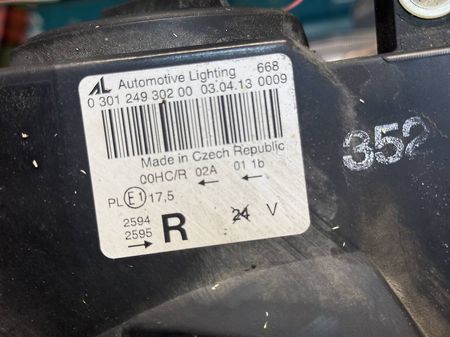 AL Automotive Lighting 668
0 301 249 302 00 03.04.13 0009
Made in Czech Republic
00HC/R 02A 01 1b
PL E1 17,5
2594
2595
R 24 V
352